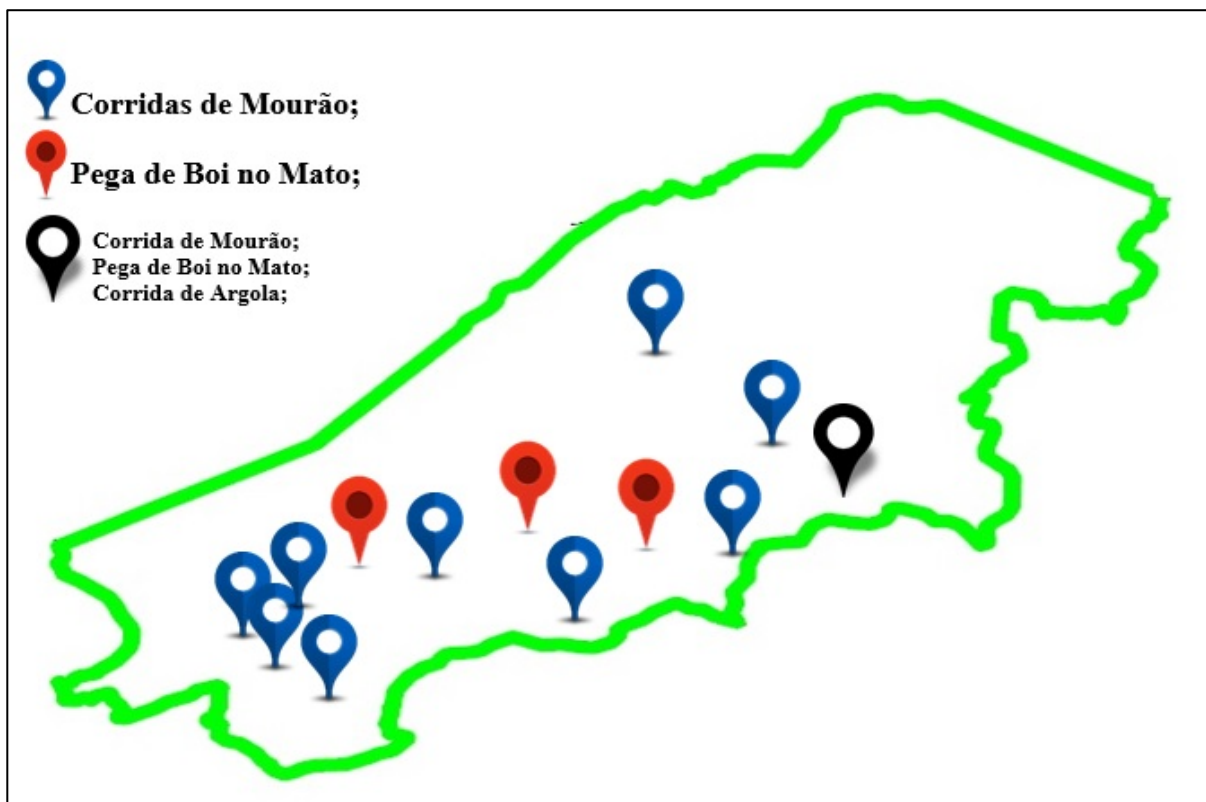 Corridas de Mourão;
Pega de Boi no Mato;
Corrida de Mourão;
Pega de Boi no Mato;
Corrida de Argola;